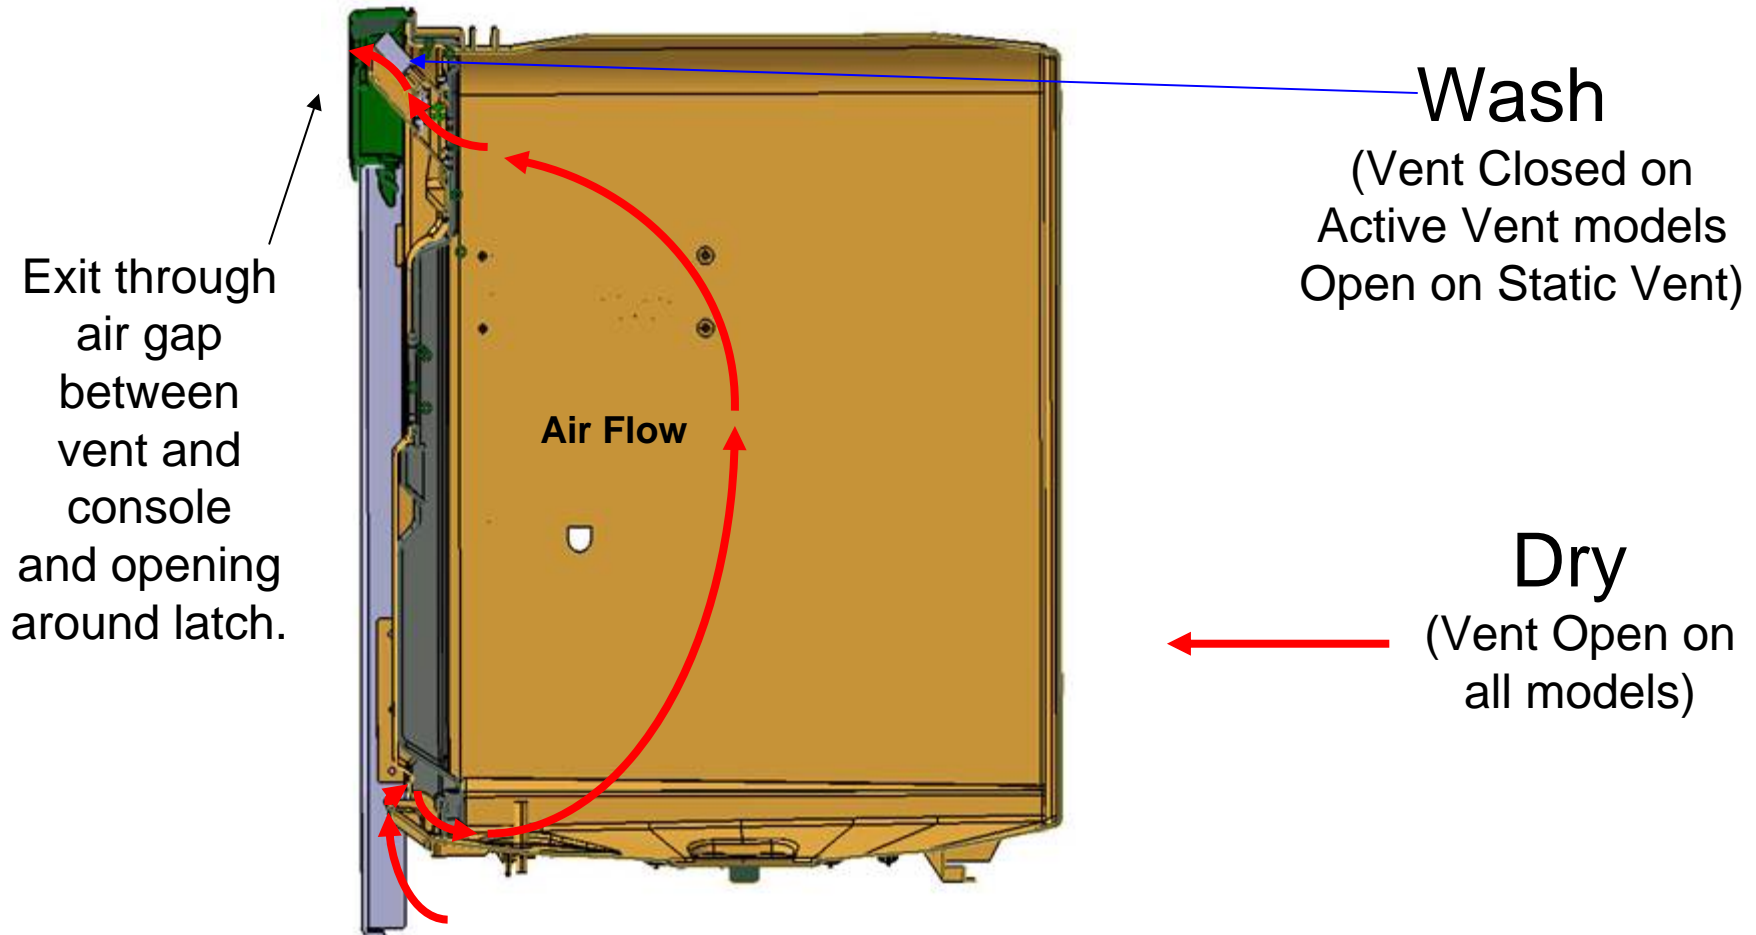 Wash
(Vent Closed on
Active Vent models
Open on Static Vent)
Exit through
air gap
between
vent and
console
and opening
around latch.
Air Flow
Dry
(Vent Open on
all models)